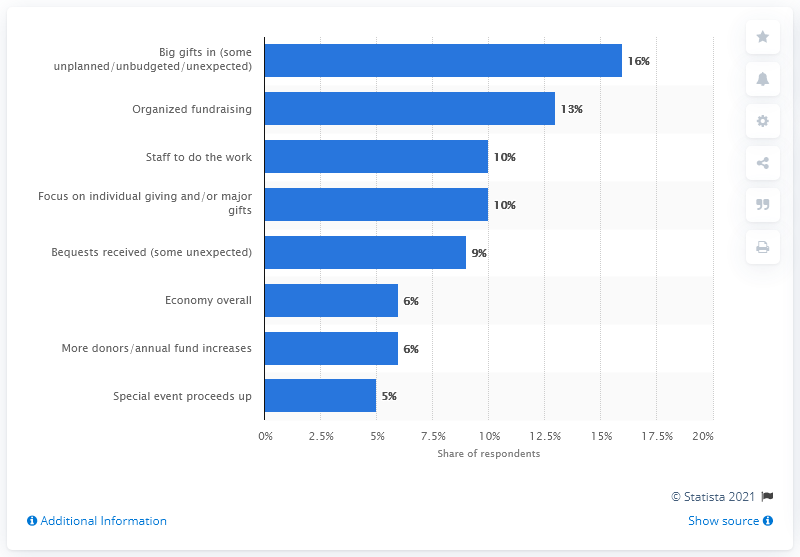 Big gifts in (some
unplanned/unbudgeted/unexpected)
16%
Organized fundraising
13%
Staff to do the work
10%
Focus on individual giving and/or major
gifts
10%
Bequests received (some unexpected)
9%
Economy overall
6%
More donors/annual fund increases
6%
Special event proceeds up
5%
0% 2.5% 5% 7.5% 10% 12.5% 15% 17.5% 20%
Share of respondents
© Statista 2021
Additional Information
Show source